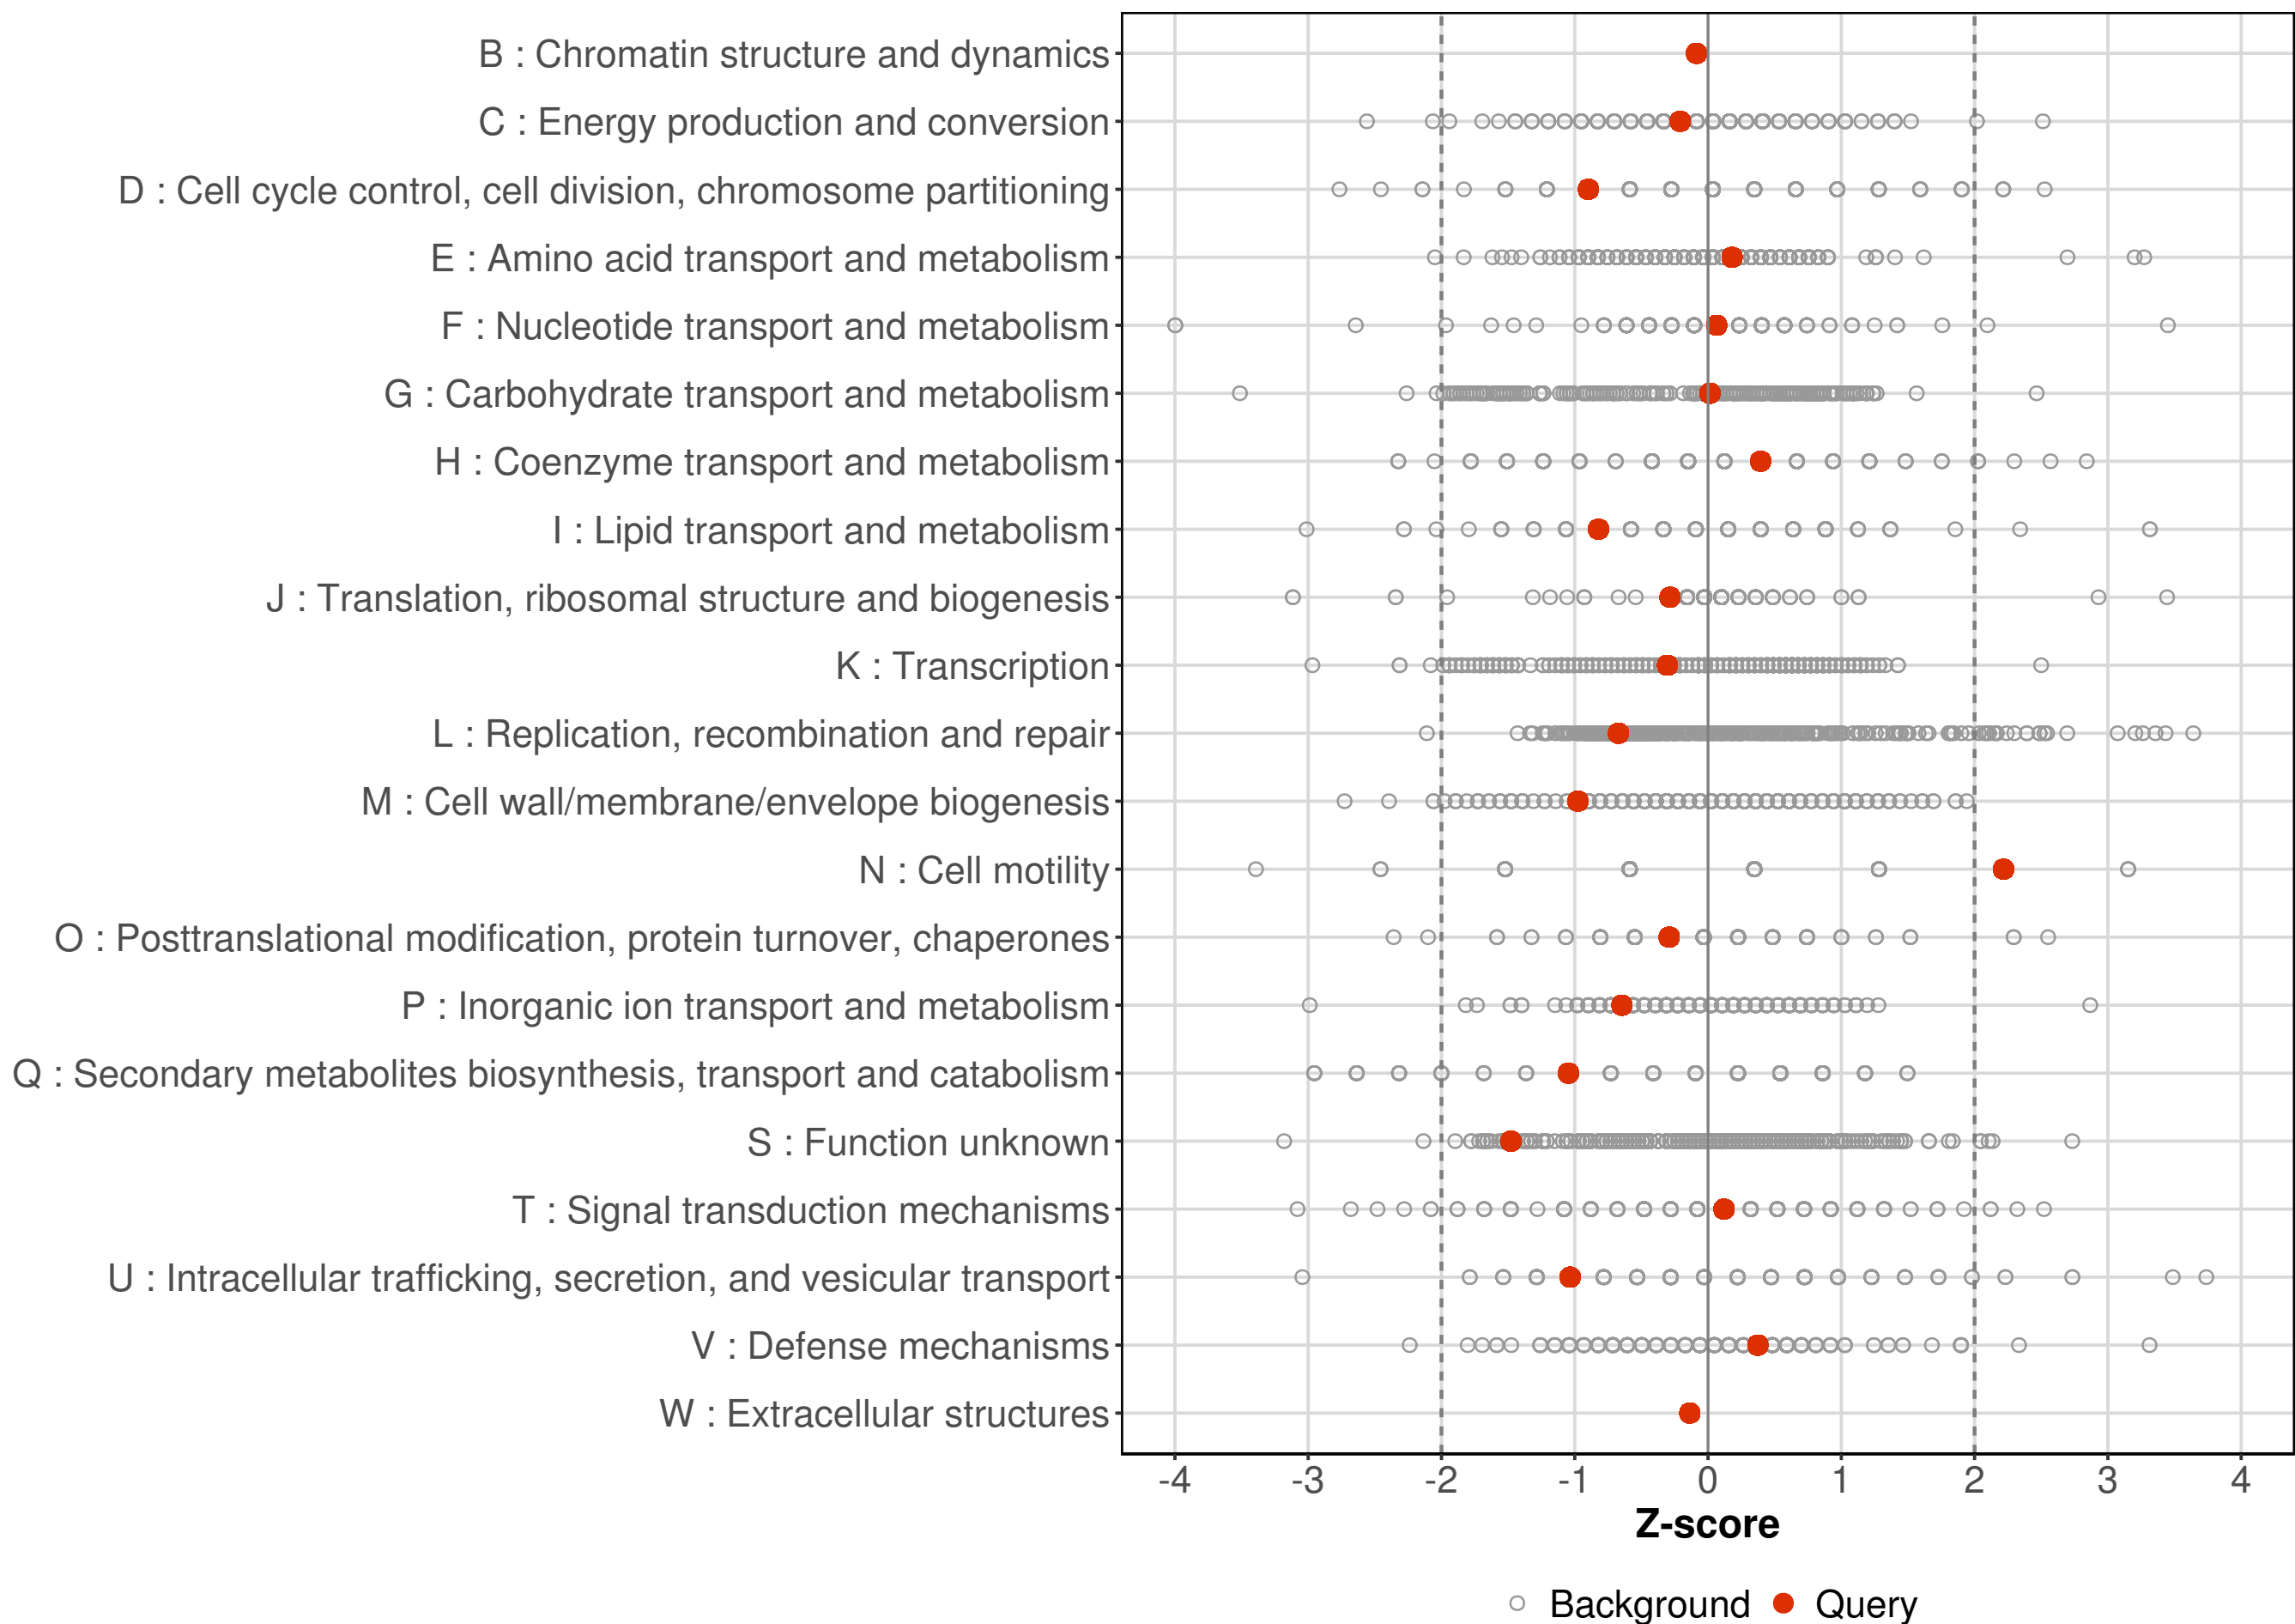 B : Chromatin structure and dynamics
C : Energy production and conversion
D : Cell cycle control, cell division, chromosome partitioning
E : Amino acid transport and metabolism
F : Nucleotide transport and metabolism
G : Carbohydrate transport and metabolism
H : Coenzyme transport and metabolism
I : Lipid transport and metabolism
J : Translation, ribosomal structure and biogenesis
K : Transcription
L : Replication, recombination and repair
M : Cell wall/membrane/envelope biogenesis
N : Cell motility
O : Posttranslational modification, protein turnover, chaperones
P : Inorganic ion transport and metabolism
Q : Secondary metabolites biosynthesis, transport and catabolism
S : Function unknown
T : Signal transduction mechanisms
U : Intracellular trafficking, secretion, and vesicular transport
V : Defense mechanisms
W : Extracellular structures
-4 -3 -2 -1 0 1 2 3 4
Z-score
Background Query